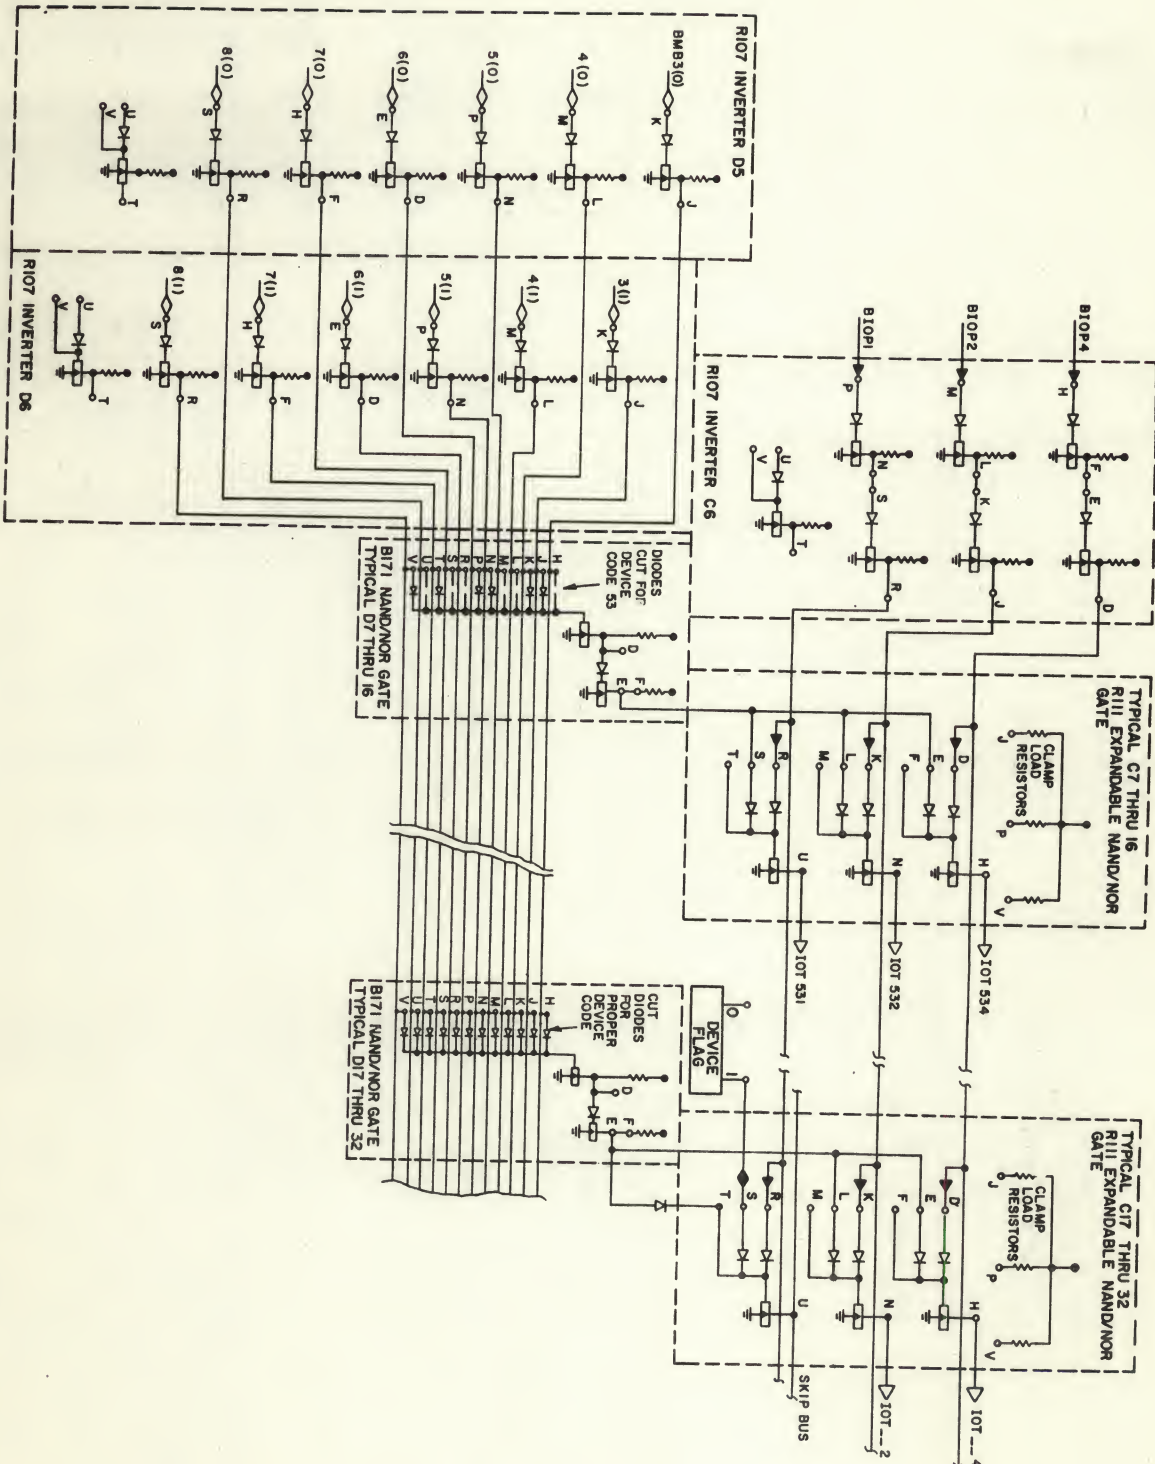 R107 INVERTER D5
BMB3(0)
4(0)
5(0)
6(0)
7(0)
8(0)
K
M
P
E
H
S
U
V
J
L
N
D
F
R
T
R107 INVERTER D6
3(1)
4(1)
5(1)
6(1)
7(1)
8(1)
K
M
P
E
H
S
U
V
J
L
N
D
F
R
T
BIOP4
BIOP2
BIOP1
R107 INVERTER C6
H
M
P
F
E
L
K
N
S
U
V
T
D
J
R
DIODES
CUT FOR
DEVICE
CODE 53
H
J
K
L
M
N
P
R
S
T
U
V
D
E
F
B171 NAND/NOR GATE
TYPICAL D7 THRU 16
TYPICAL C7 THRU 16
R111 EXPANDABLE NAND/NOR
GATE
CLAMP
LOAD
RESISTORS
J
P
V
D
E
F
H
K
L
M
N
R
S
T
U
IOT 534
IOT 532
IOT 531
DEVICE
FLAG
0
1
CUT
DIODES
FOR
PROPER
DEVICE
CODE
H
J
K
L
M
N
P
R
S
T
U
V
D
E
F
B171 NAND/NOR GATE
TYPICAL D17 THRU 32
TYPICAL C17 THRU 32
R111 EXPANDABLE NAND/NOR
GATE
CLAMP
LOAD
RESISTORS
J
P
V
D
E
F
H
K
L
M
N
R
S
T
U
IOT _ _ 4
IOT _ _ 2
SKIP BUS